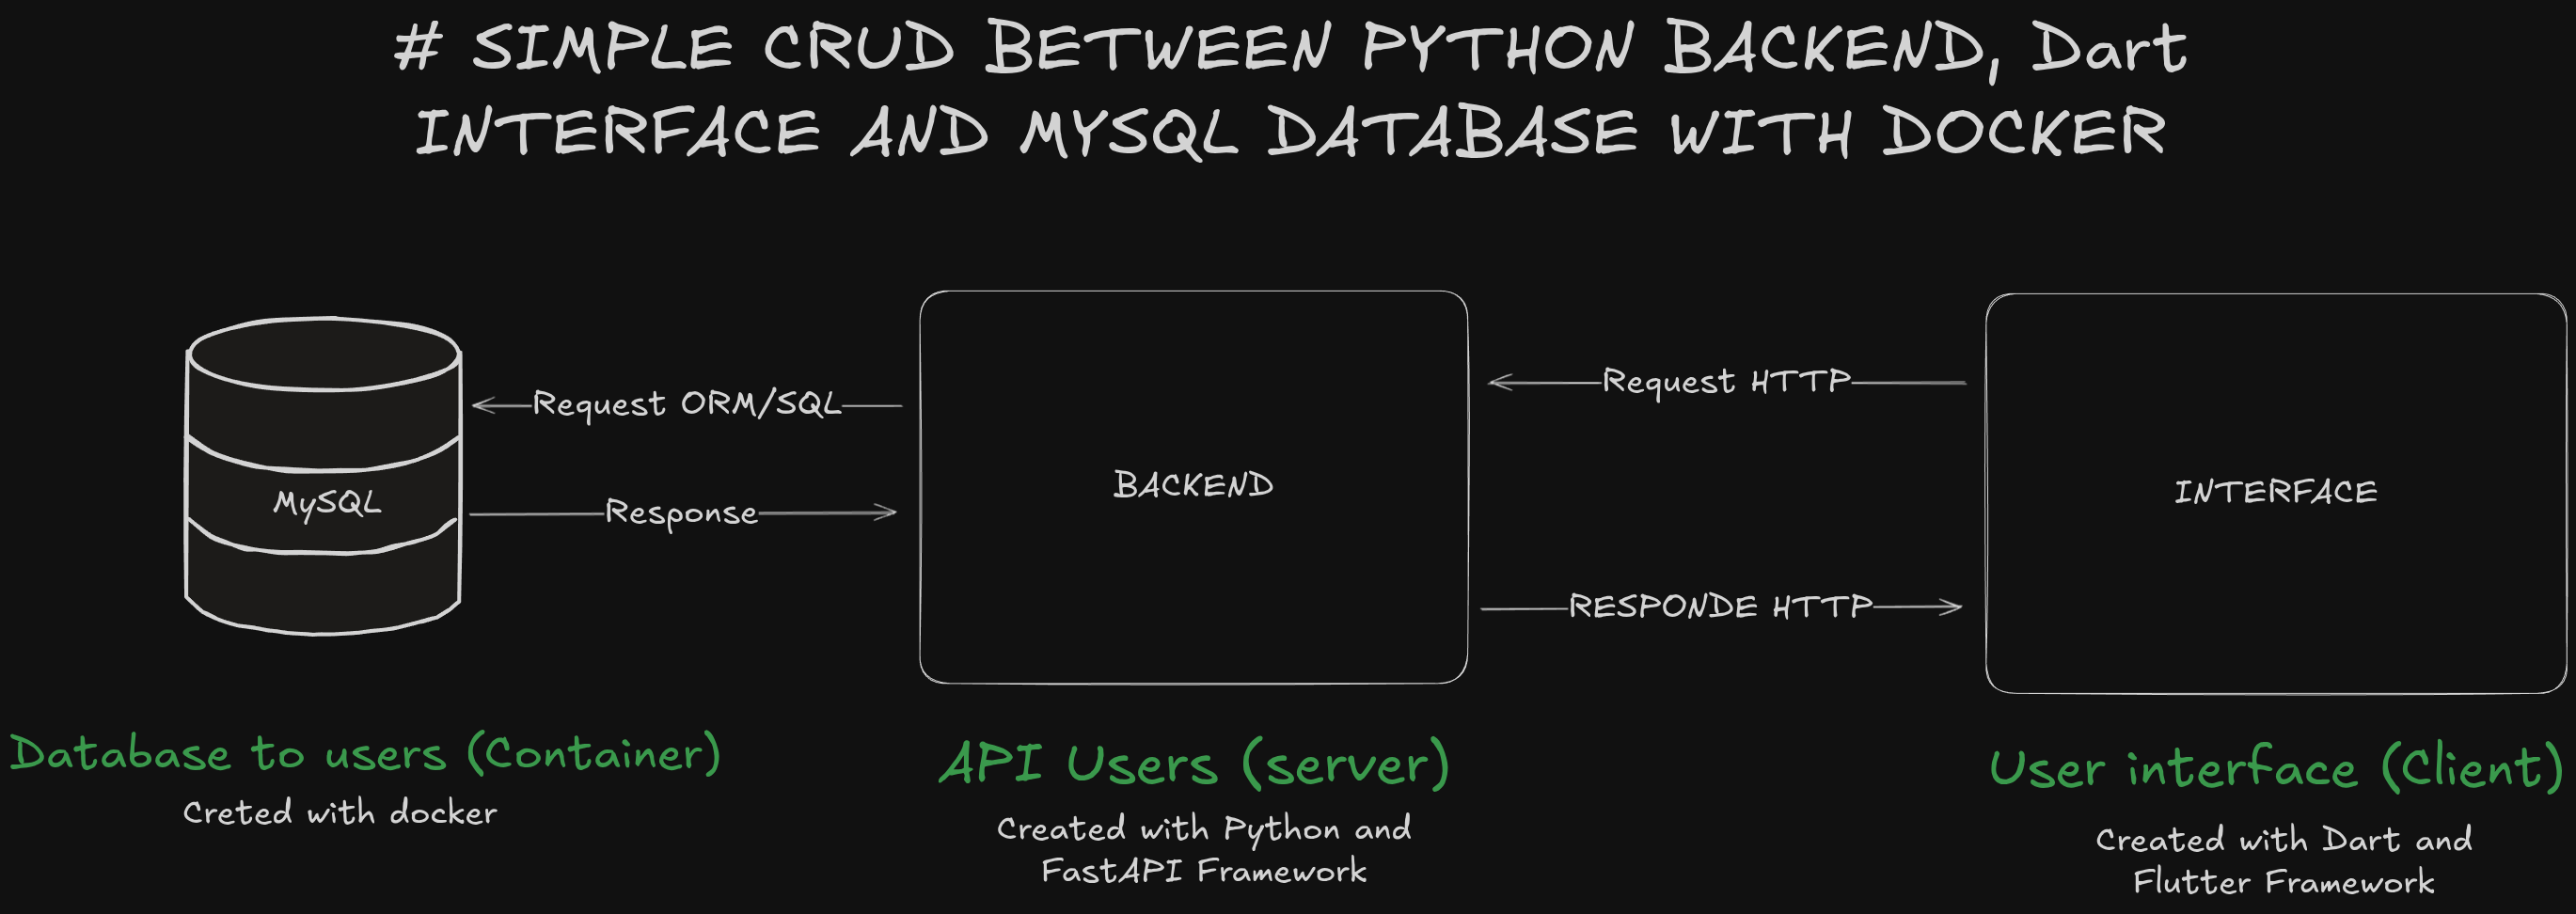 # SIMPLE CRUD BETWEEN PYTHON BACKEND, Dart
INTERFACE AND MYSQL DATABASE WITH DOCKER
MySQL
Request ORM/SQL
Response
BACKEND
Request HTTP
RESPONDE HTTP
INTERFACE
Database to users (Container)
Creted with docker
API Users (server)
Created with Python and
FastAPI Framework
User interface (Client)
Created with Dart and
Flutter Framework